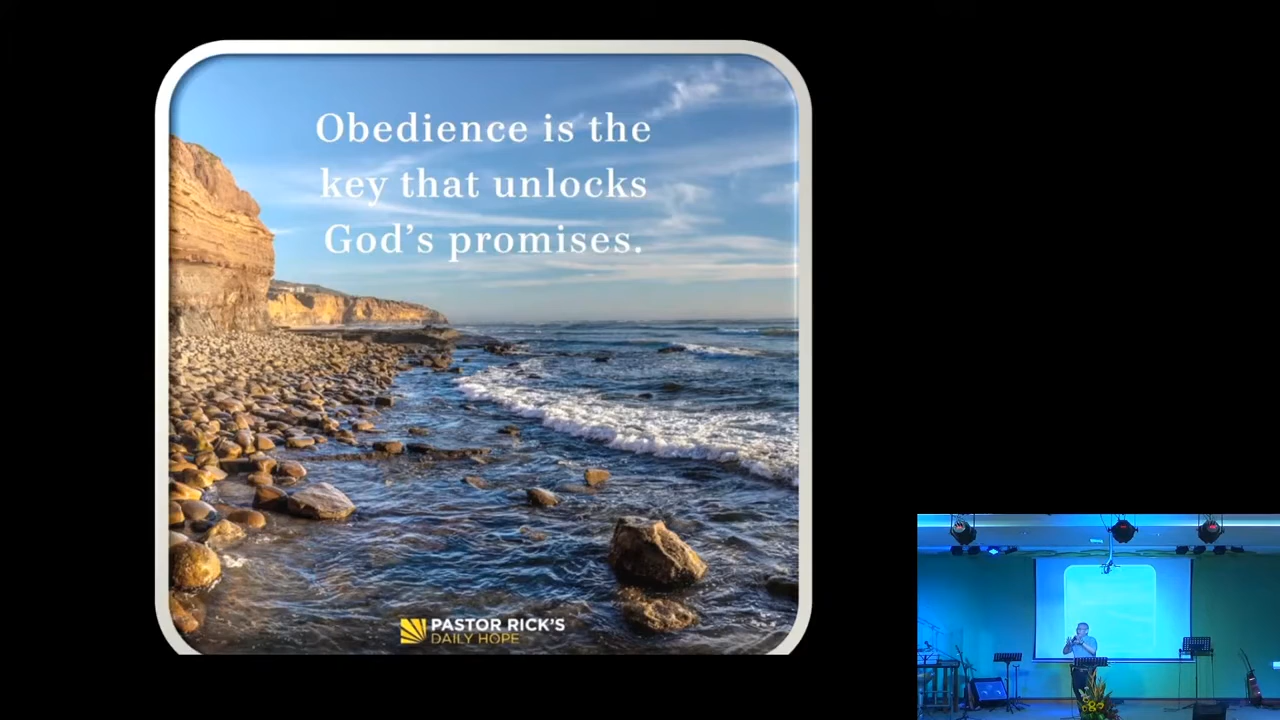 Obedience is the
key that unlocks
God's promises.
PASTOR RICK'S
DAILY HOPE